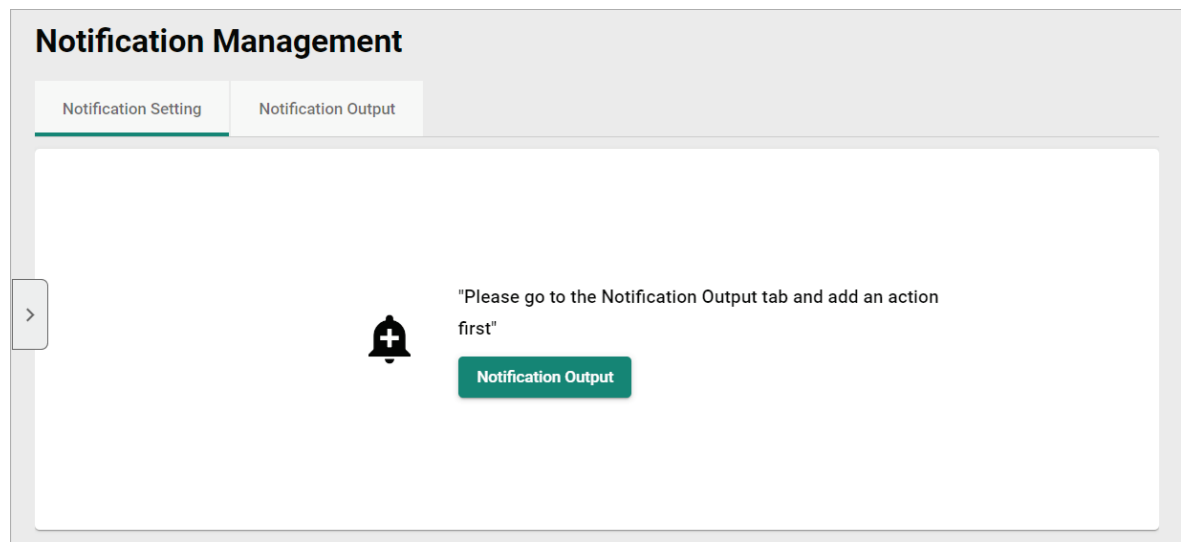 Notification Management
Notification Setting
Notification Output
"Please go to the Notification Output tab and add an action
first"
Notification Output